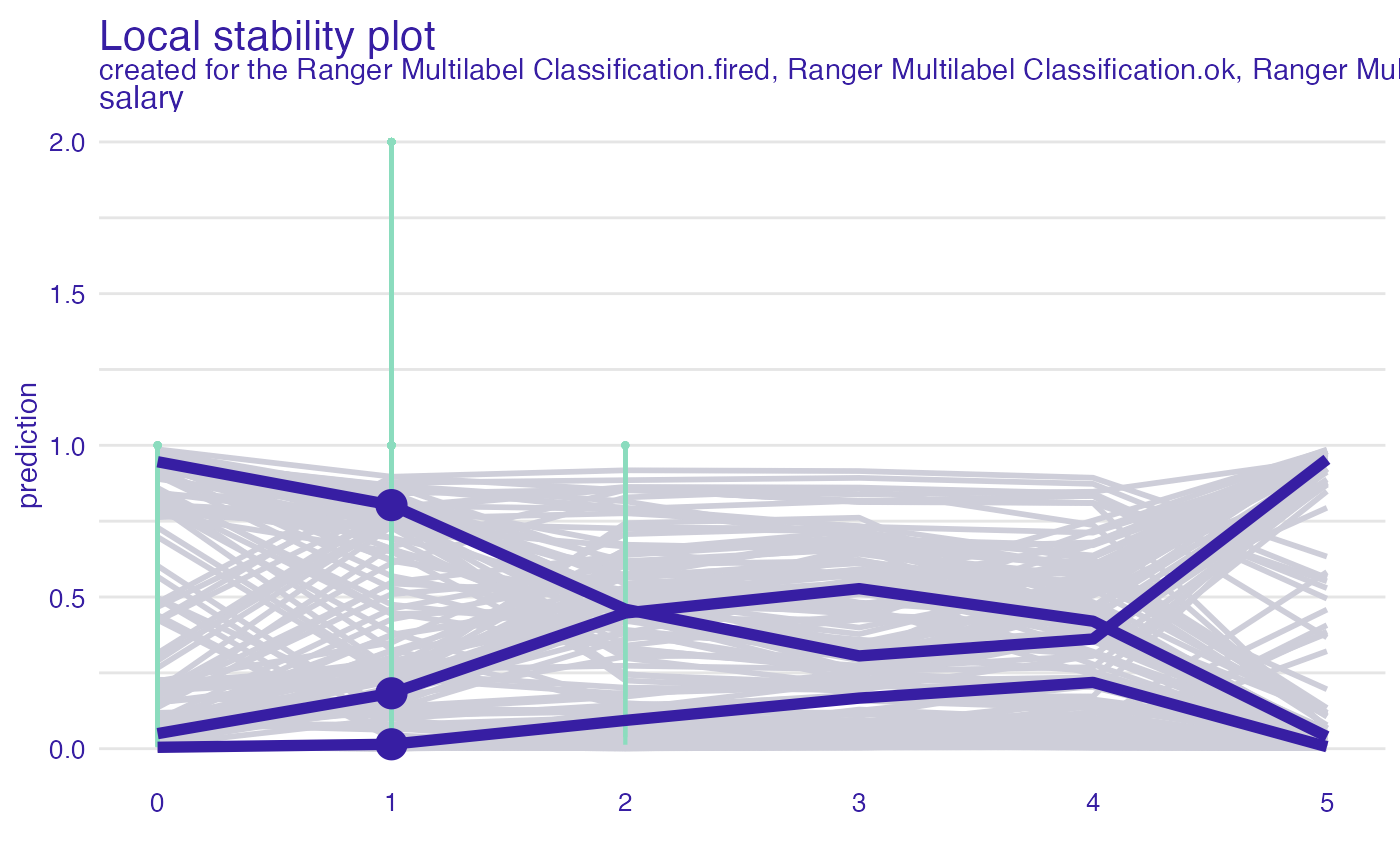 Local stability plot
created for the Ranger Multilabel Classification.fired, Ranger Multilabel Classification.ok, Ranger Mul
salary
2.0
1.5
1.0
0.5
0.0
prediction
0 1 2 3 4 5